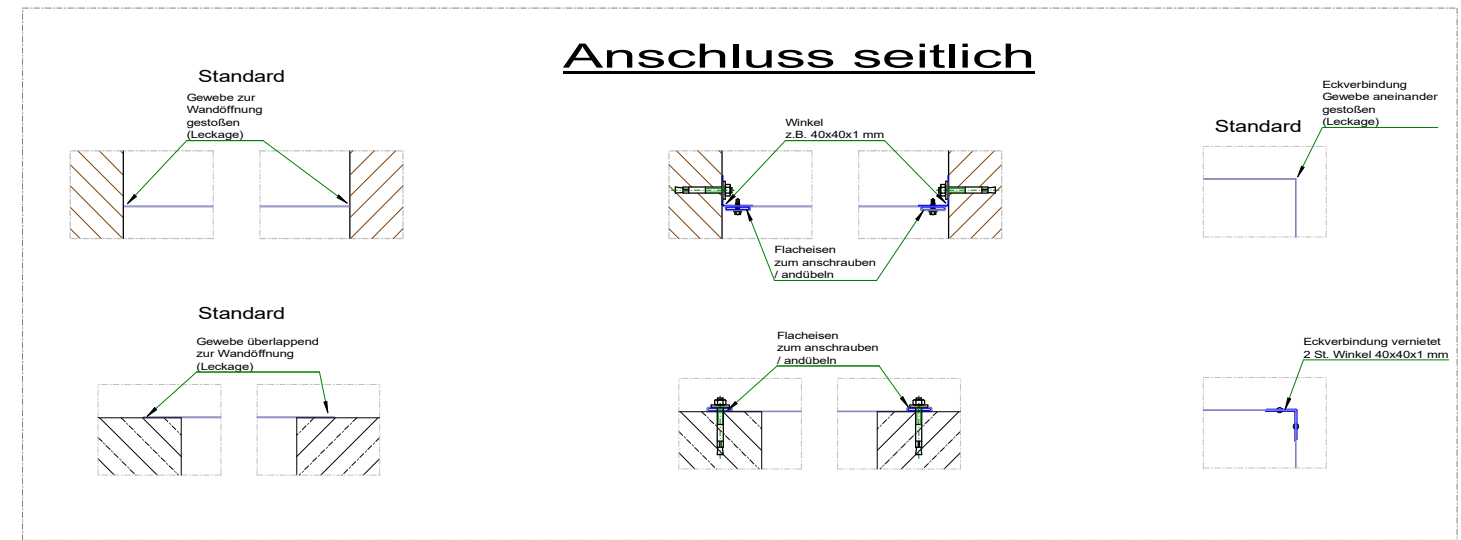 Anschluss seitlich
Standard
Gewebe zur
Wandöffnung
gestoßen
(Leckage)
Winkel
z.B. 40x40x1 mm
Flacheisen
zum anschrauben
/ andübeln
Eckverbindung
Gewebe aneinander
gestoßen
(Leckage)
Standard
Standard
Gewebe überlappend
zur Wandöffnung
(Leckage)
Flacheisen
zum anschrauben
/ andübeln
Eckverbindung vernietet
2 St. Winkel 40x40x1 mm